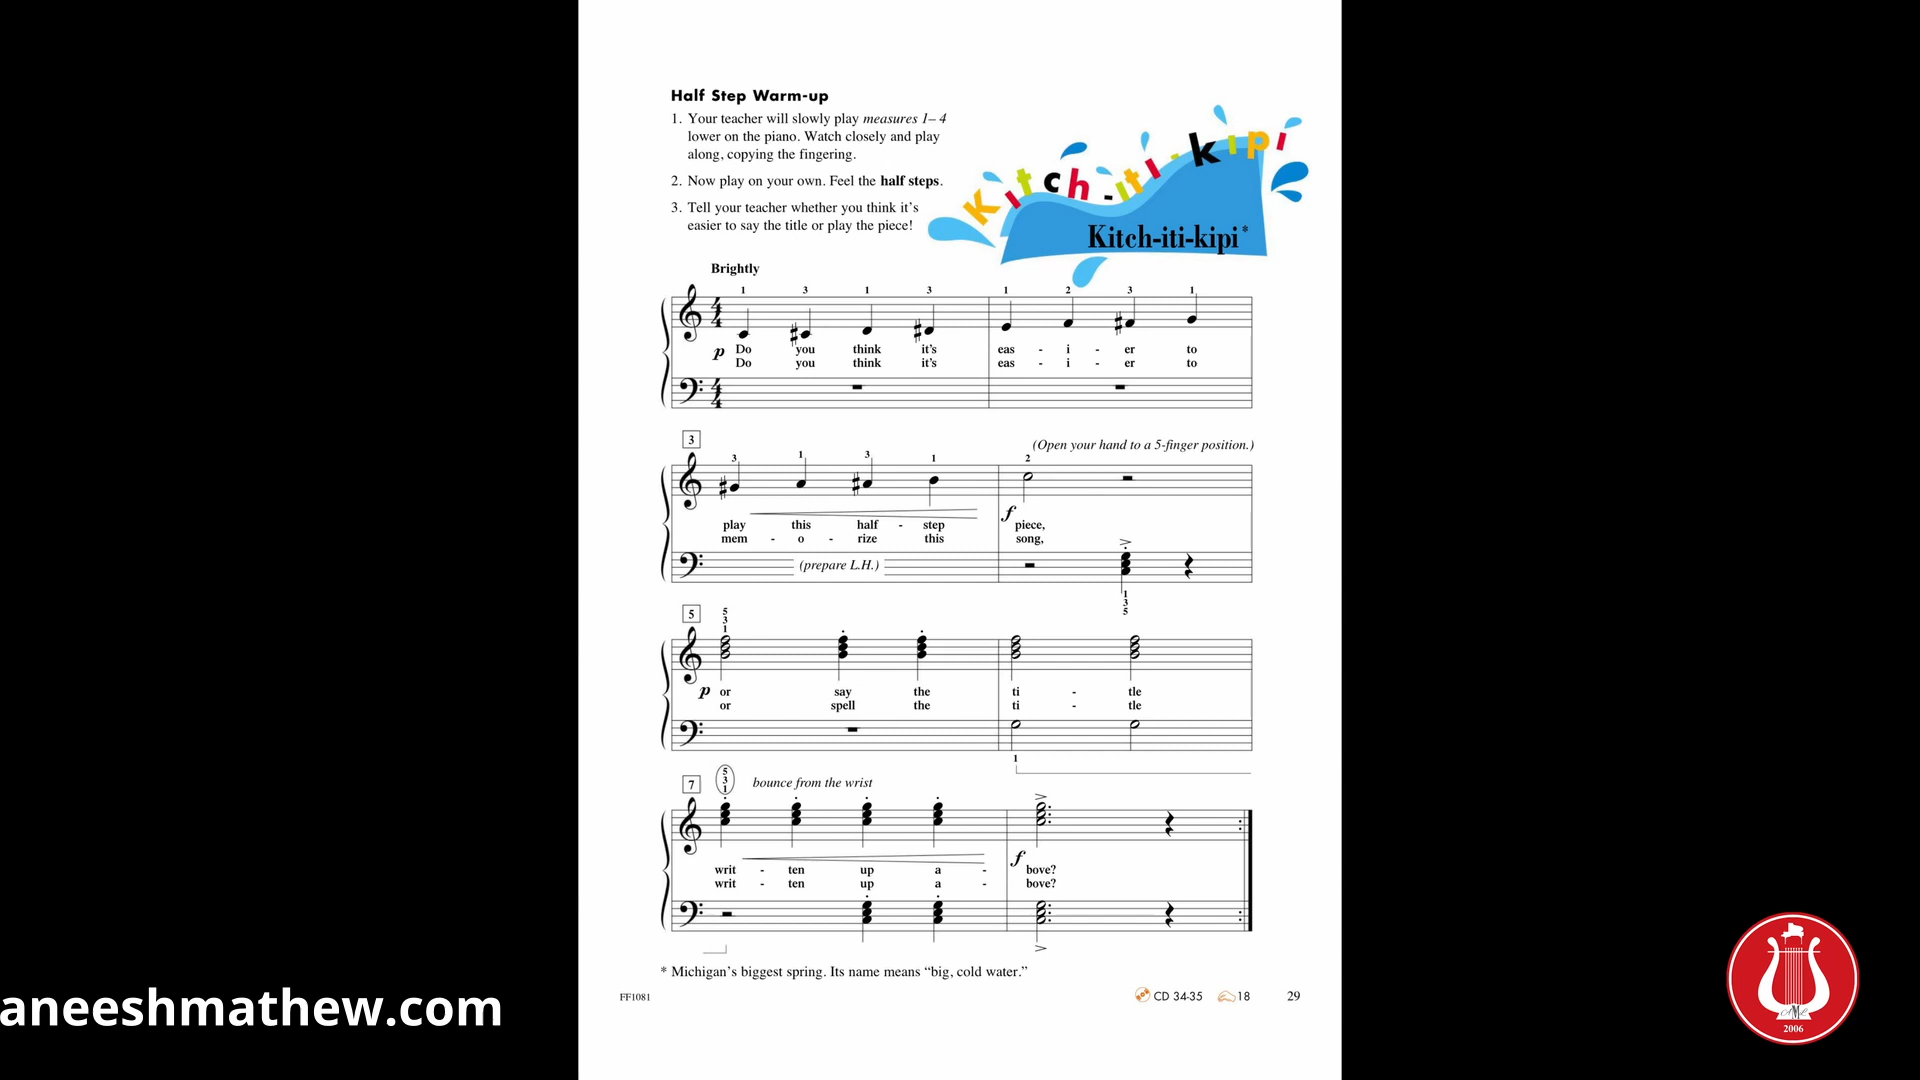 Half Step Warm-up
1. Your teacher will slowly play measures 1–4
lower on the piano. Watch closely and play
along, copying the fingering.
2. Now play on your own. Feel the half steps.
3. Tell your teacher whether you think it's
easier to say the title or play the piece!
Kitch-iti-kipi
Kitch-iti-kipi*
Brightly
1 3 1 3 1 2 3 1
4 4
p Do you think it's eas - i - er to
Do you think it's eas - i - er to
4 4
3
(Open your hand to a 5-finger position.)
3 1 3 1 2
f
play this half - step piece,
mem - o - rize this song,
(prepare L.H.)
1 3 5
5
5 3 1
p or say the ti - tle
or spell the ti - tle
1
7
5 3 1
bounce from the wrist
f
writ - ten up a - bove?
writ - ten up a - bove?
* Michigan's biggest spring. Its name means “big, cold water.”
FF1081
CD 34-35 18 29
aneeshmathew.com
2006